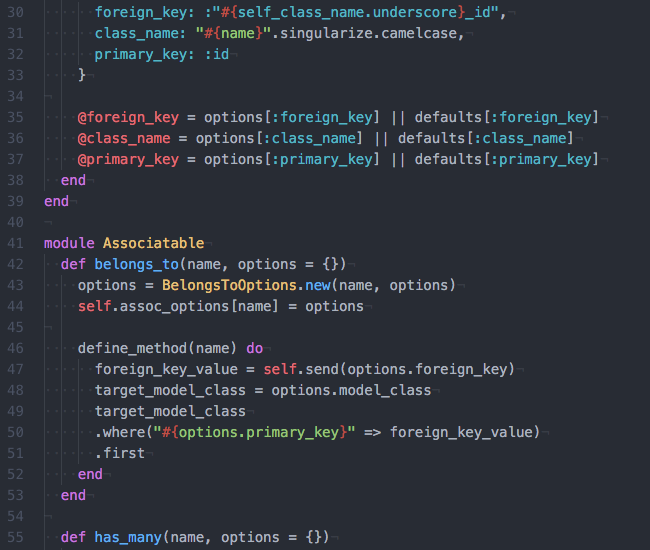 30 foreign_key: :"#{self_class_name.underscore}_id",
31 class_name: "#{name}".singularize.camelcase,
32 primary_key: :id
33 }
34
35 @foreign_key = options[:foreign_key] || defaults[:foreign_key]
36 @class_name = options[:class_name] || defaults[:class_name]
37 @primary_key = options[:primary_key] || defaults[:primary_key]
38 end
39 end
40
41 module Associatable
42 def belongs_to(name, options = {})
43 options = BelongsToOptions.new(name, options)
44 self.assoc_options[name] = options
45
46 define_method(name) do
47 foreign_key_value = self.send(options.foreign_key)
48 target_model_class = options.model_class
49 target_model_class
50 .where("#{options.primary_key}" => foreign_key_value)
51 .first
52 end
53 end
54
55 def has_many(name, options = {})